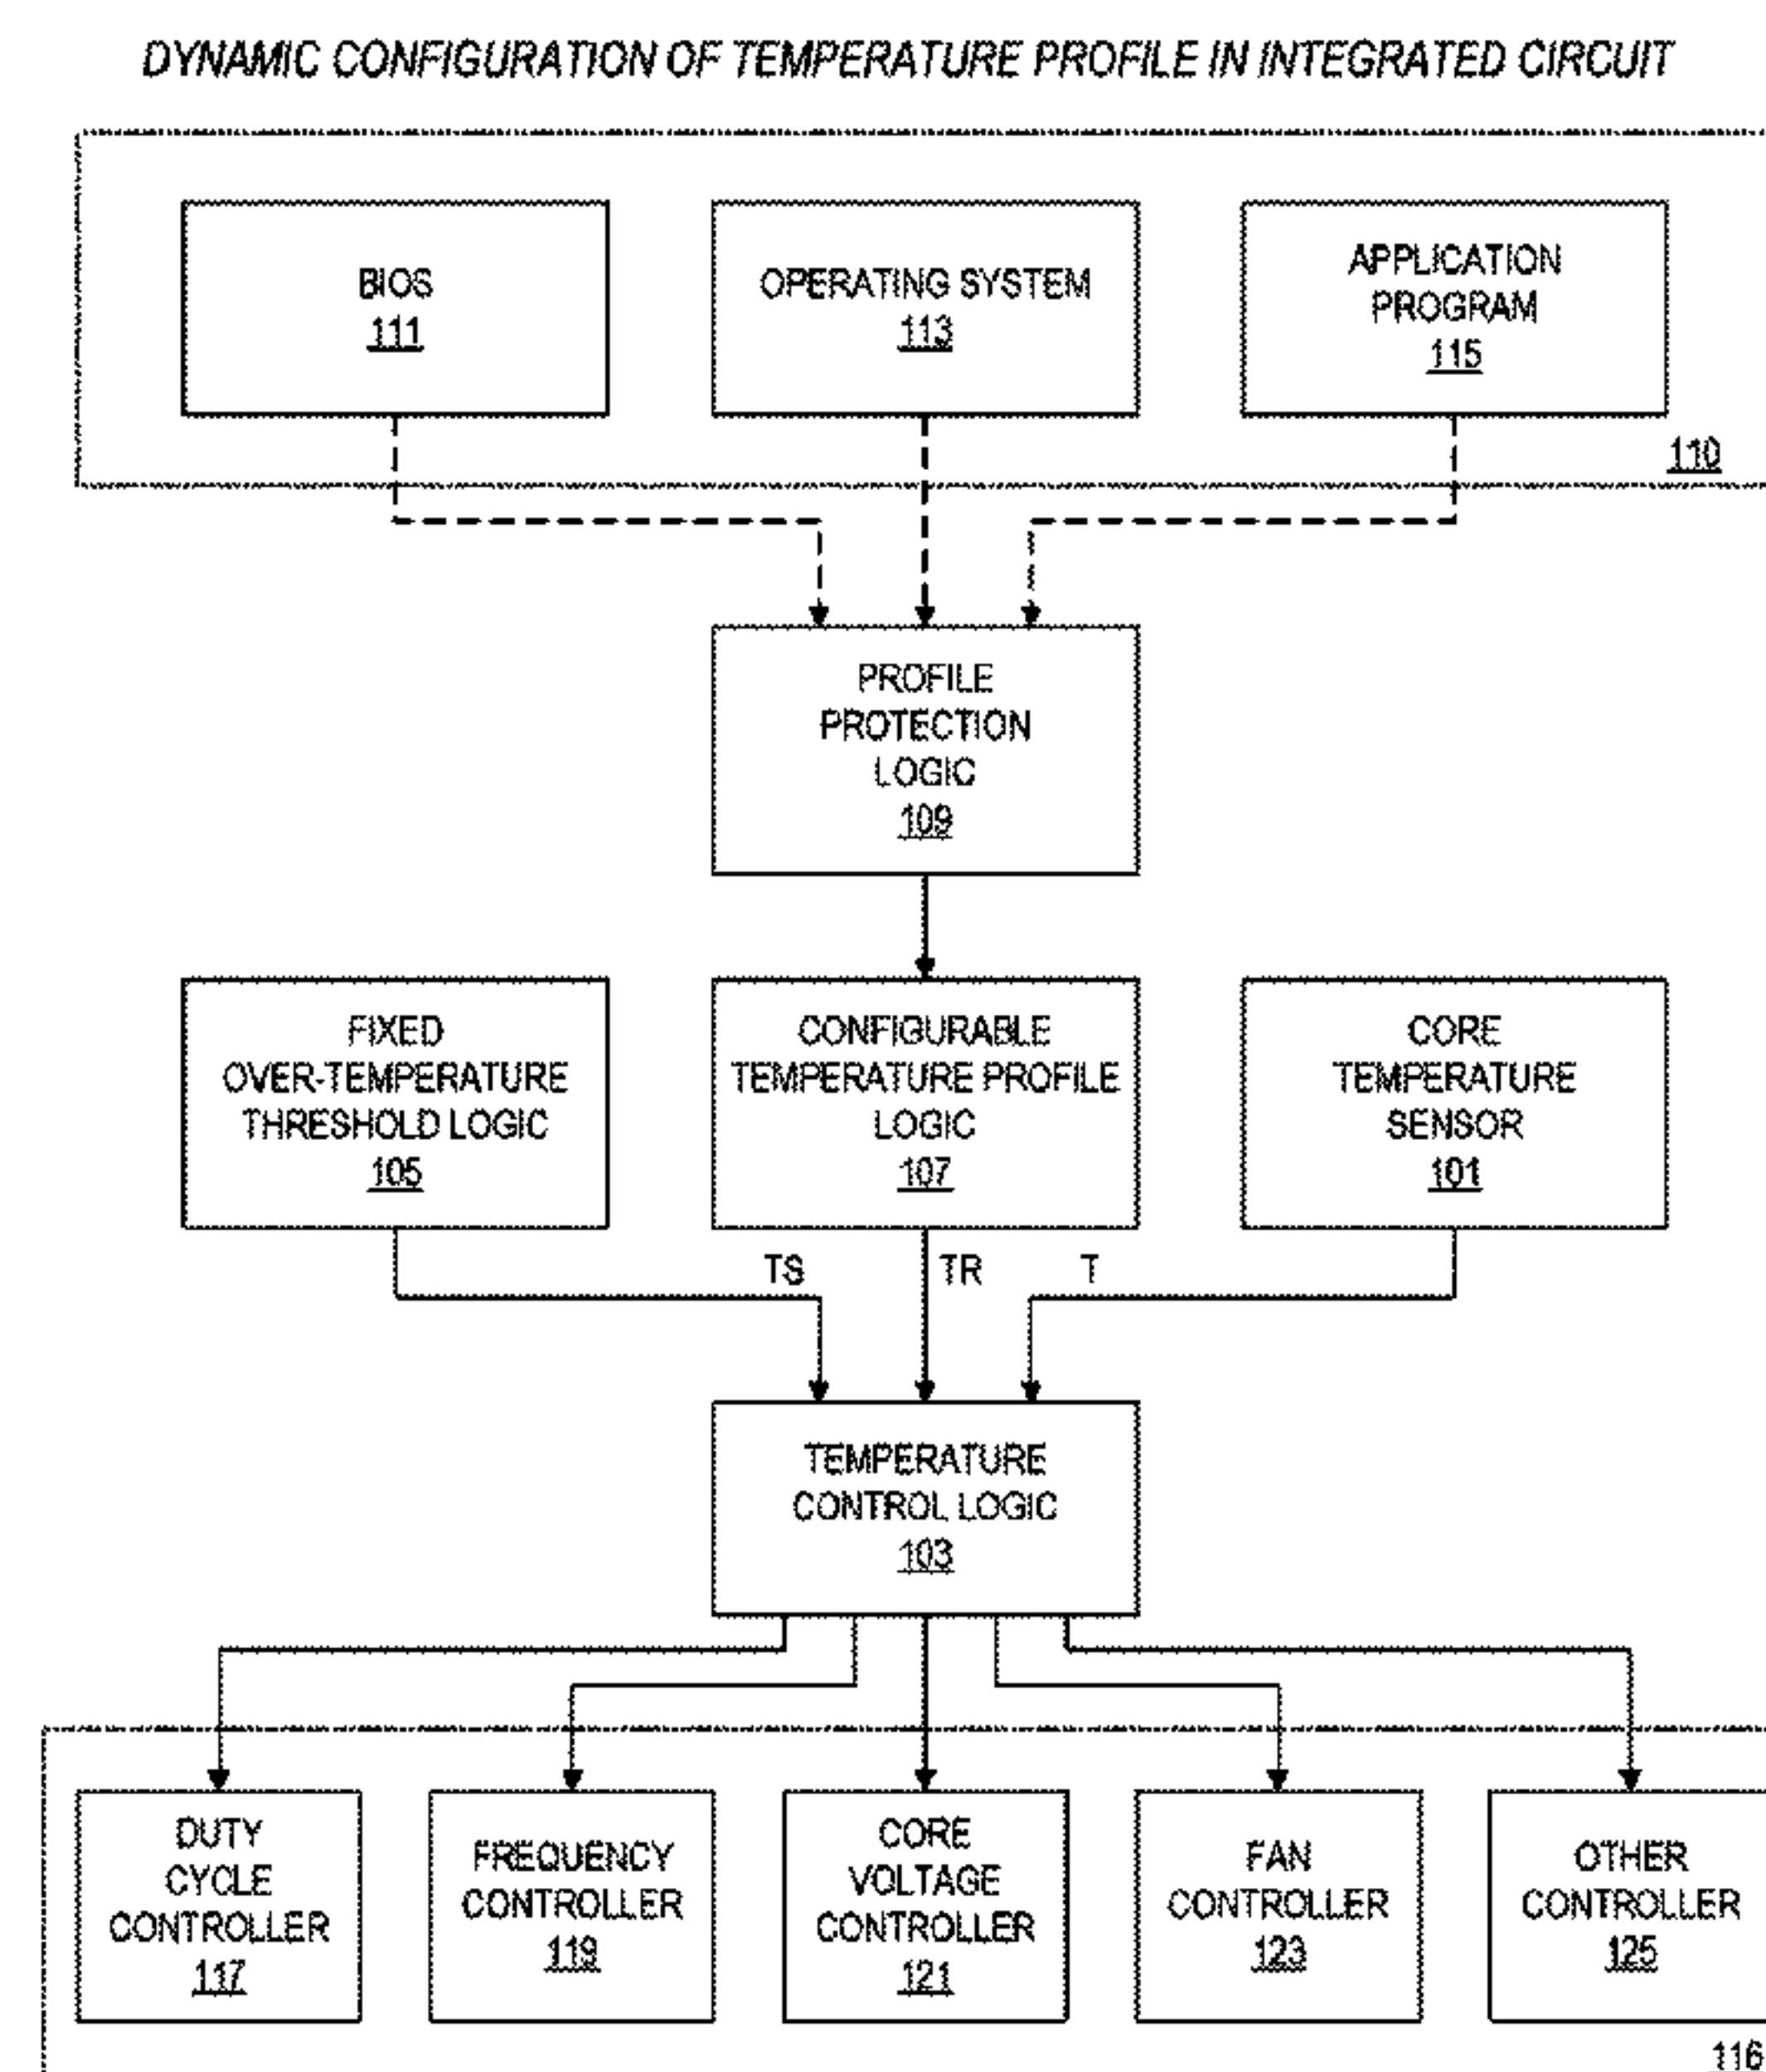 DYNAMIC CONFIGURATION OF TEMPERATURE PROFILE IN INTEGRATED CIRCUIT
BIOS
111
OPERATING SYSTEM
113
APPLICATION
PROGRAM
115
110
PROFILE
PROTECTION
LOGIC
109
FIXED
OVER-TEMPERATURE
THRESHOLD LOGIC
105
CONFIGURABLE
TEMPERATURE PROFILE
LOGIC
107
CORE
TEMPERATURE
SENSOR
101
TS
TR
T
TEMPERATURE
CONTROL LOGIC
103
DUTY
CYCLE
CONTROLLER
117
FREQUENCY
CONTROLLER
119
CORE
VOLTAGE
CONTROLLER
121
FAN
CONTROLLER
123
OTHER
CONTROLLER
125
116